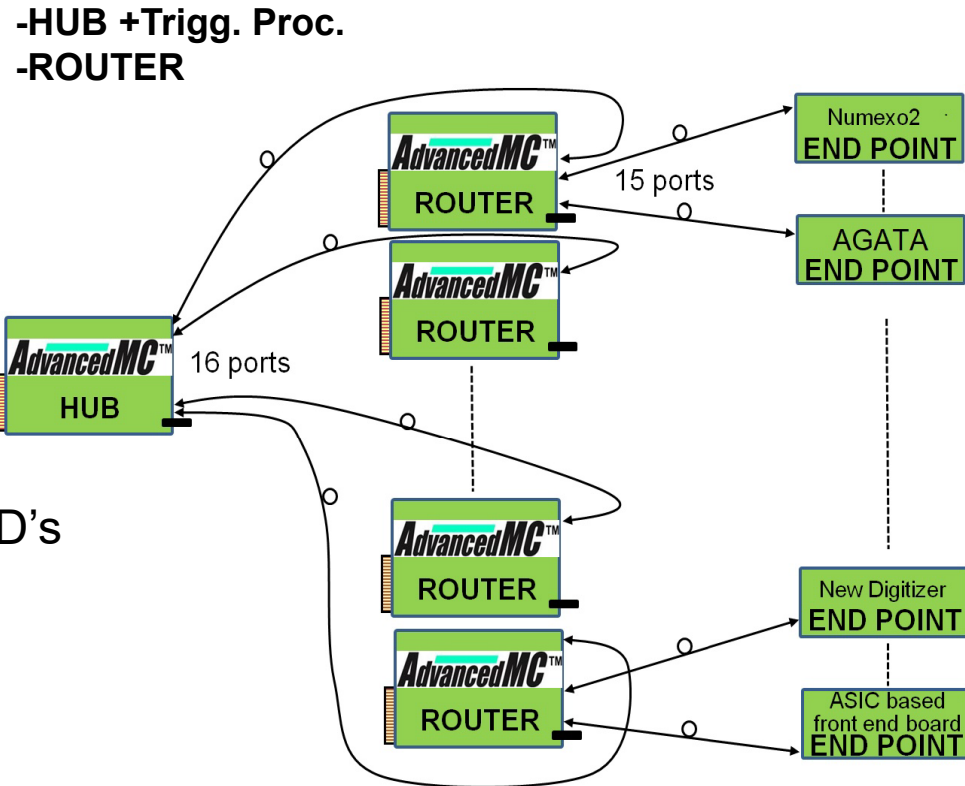 -HUB +Trigg. Proc.
-ROUTER
AdvancedMC™
ROUTER
15 ports
Numexo2
END POINT
AGATA
END POINT
AdvancedMC™
ROUTER
AdvancedMC™
HUB
16 ports
D's
AdvancedMC™
ROUTER
New Digitizer
END POINT
AdvancedMC™
ROUTER
ASIC based
front end board
END POINT